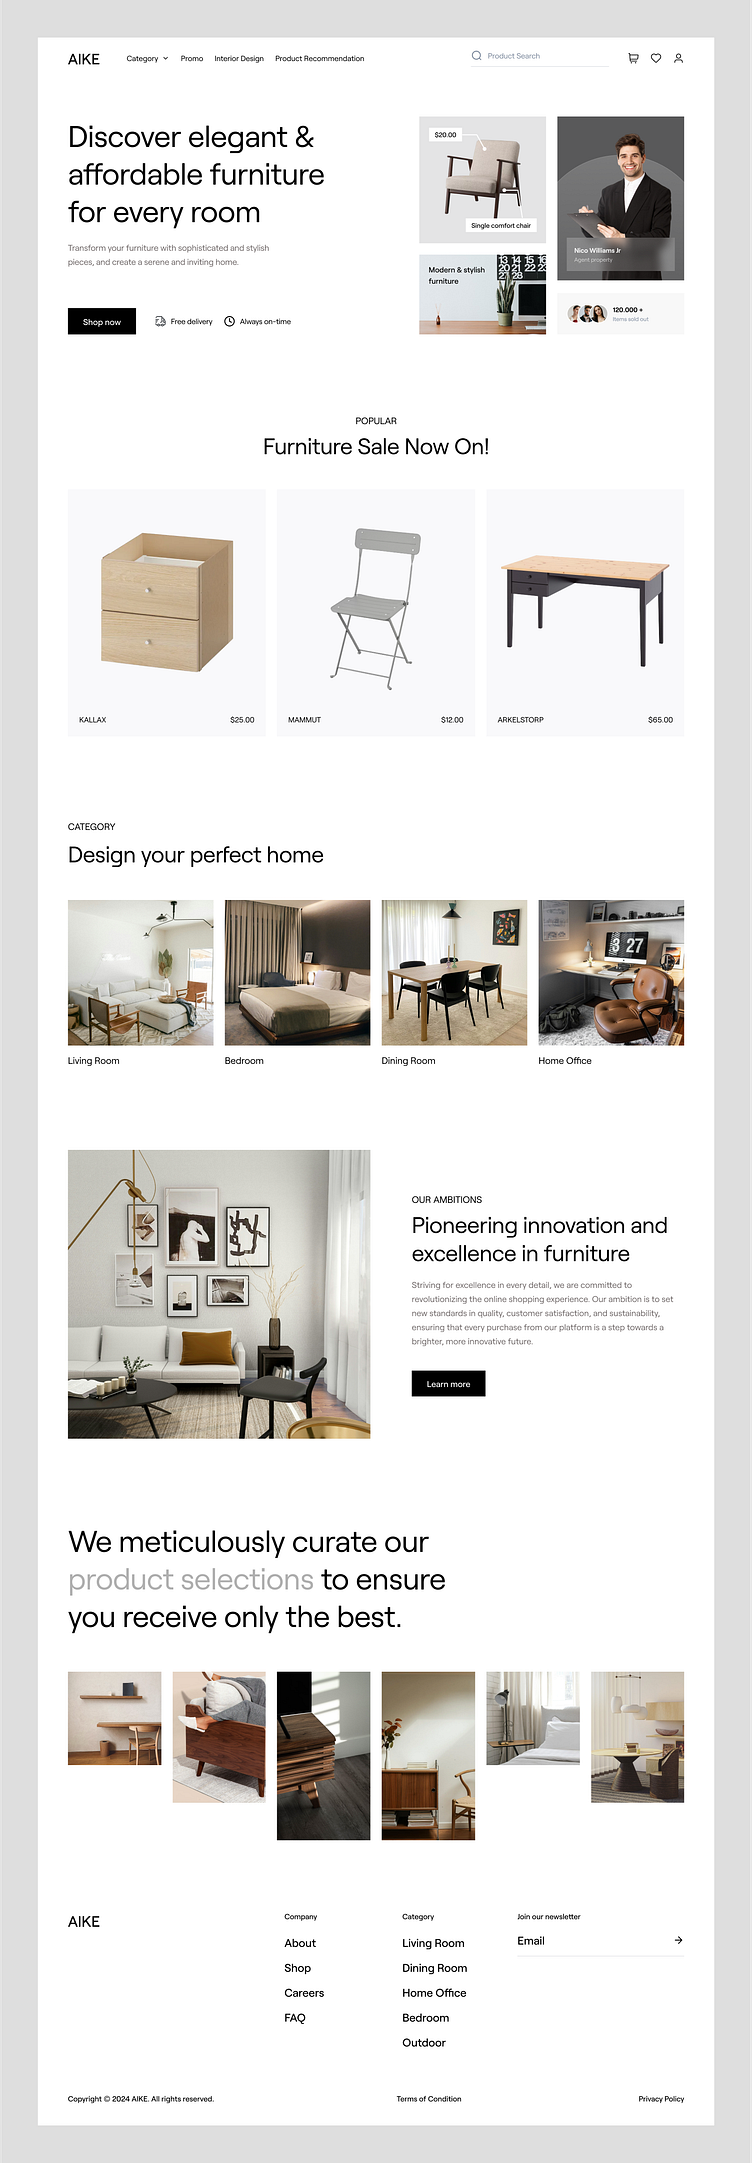 AIKE
Category
Promo
Interior Design
Product Recommendation
Product Search
Discover elegant &
affordable furniture
for every room
Transform your furniture with sophisticated and stylish
pieces, and create a serene and inviting home.
Shop now
Free delivery
Always on-time
$20.00
Single comfort chair
Modern & stylish
furniture
13 14 15 16
20 21 22 23
27 28
Nico Williams Jr
Agent property
120.000 +
Items sold out
POPULAR
Furniture Sale Now On!
KALLAX
$25.00
MAMMUT
$12.00
ARKELSTORP
$65.00
CATEGORY
Design your perfect home
27
Living Room
Bedroom
Dining Room
Home Office
OUR AMBITIONS
Pioneering innovation and
excellence in furniture
Striving for excellence in every detail, we are committed to
revolutionizing the online shopping experience. Our ambition is to set
new standards in quality, customer satisfaction, and sustainability,
ensuring that every purchase from our platform is a step towards a
brighter, more innovative future.
Learn more
We meticulously curate our
product selections to ensure
you receive only the best.
AIKE
Company
About
Shop
Careers
FAQ
Category
Living Room
Dining Room
Home Office
Bedroom
Outdoor
Join our newsletter
Email
Copyright © 2024 AIKE. All rights reserved.
Terms of Condition
Privacy Policy